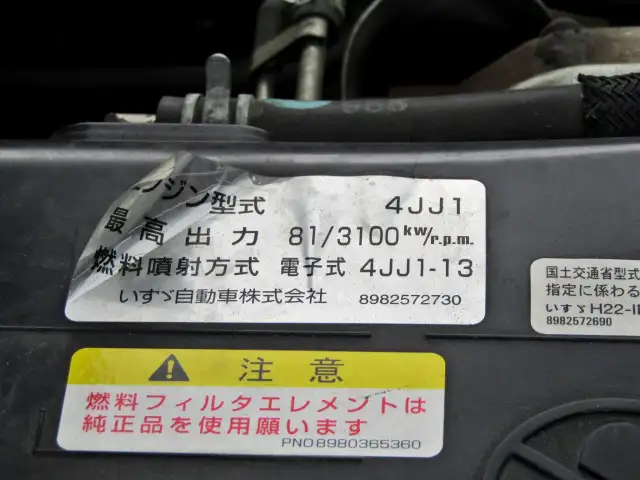 ンジン型式 4JJ1
最高出力 81/3100kW/r.p.m.
燃料噴射方式 電子式 4JJ1-13
いすゞ自動車株式会社 8982572730
国土交通省型式
指定に係わる
いすゞH22-
8982572690
注意
燃料フィルタエレメントは
純正品を使用願います
PNO8980365360